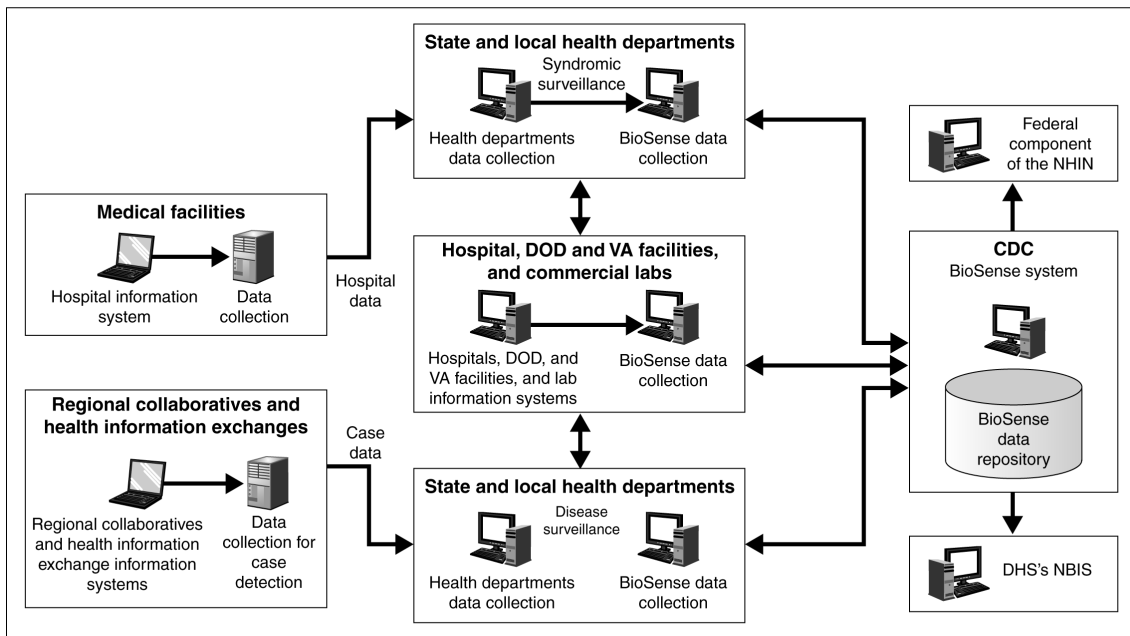 State and local health departments
Syndromic
surveillance
Health departments
data collection
BioSense data
collection
Medical facilities
Hospital information
system
Data
collection
Hospital
data
Hospital, DOD and VA facilities,
and commercial labs
Hospitals, DOD, and
VA facilities, and lab
information systems
BioSense data
collection
Regional collaboratives and
health information exchanges
Regional collaboratives
and health information
exchange information
systems
Data
collection for
case
detection
Case
data
State and local health departments
Disease
surveillance
Health departments
data collection
BioSense data
collection
Federal
component
of the NHIN
CDC
BioSense system
BioSense
data
repository
DHS's NBIS